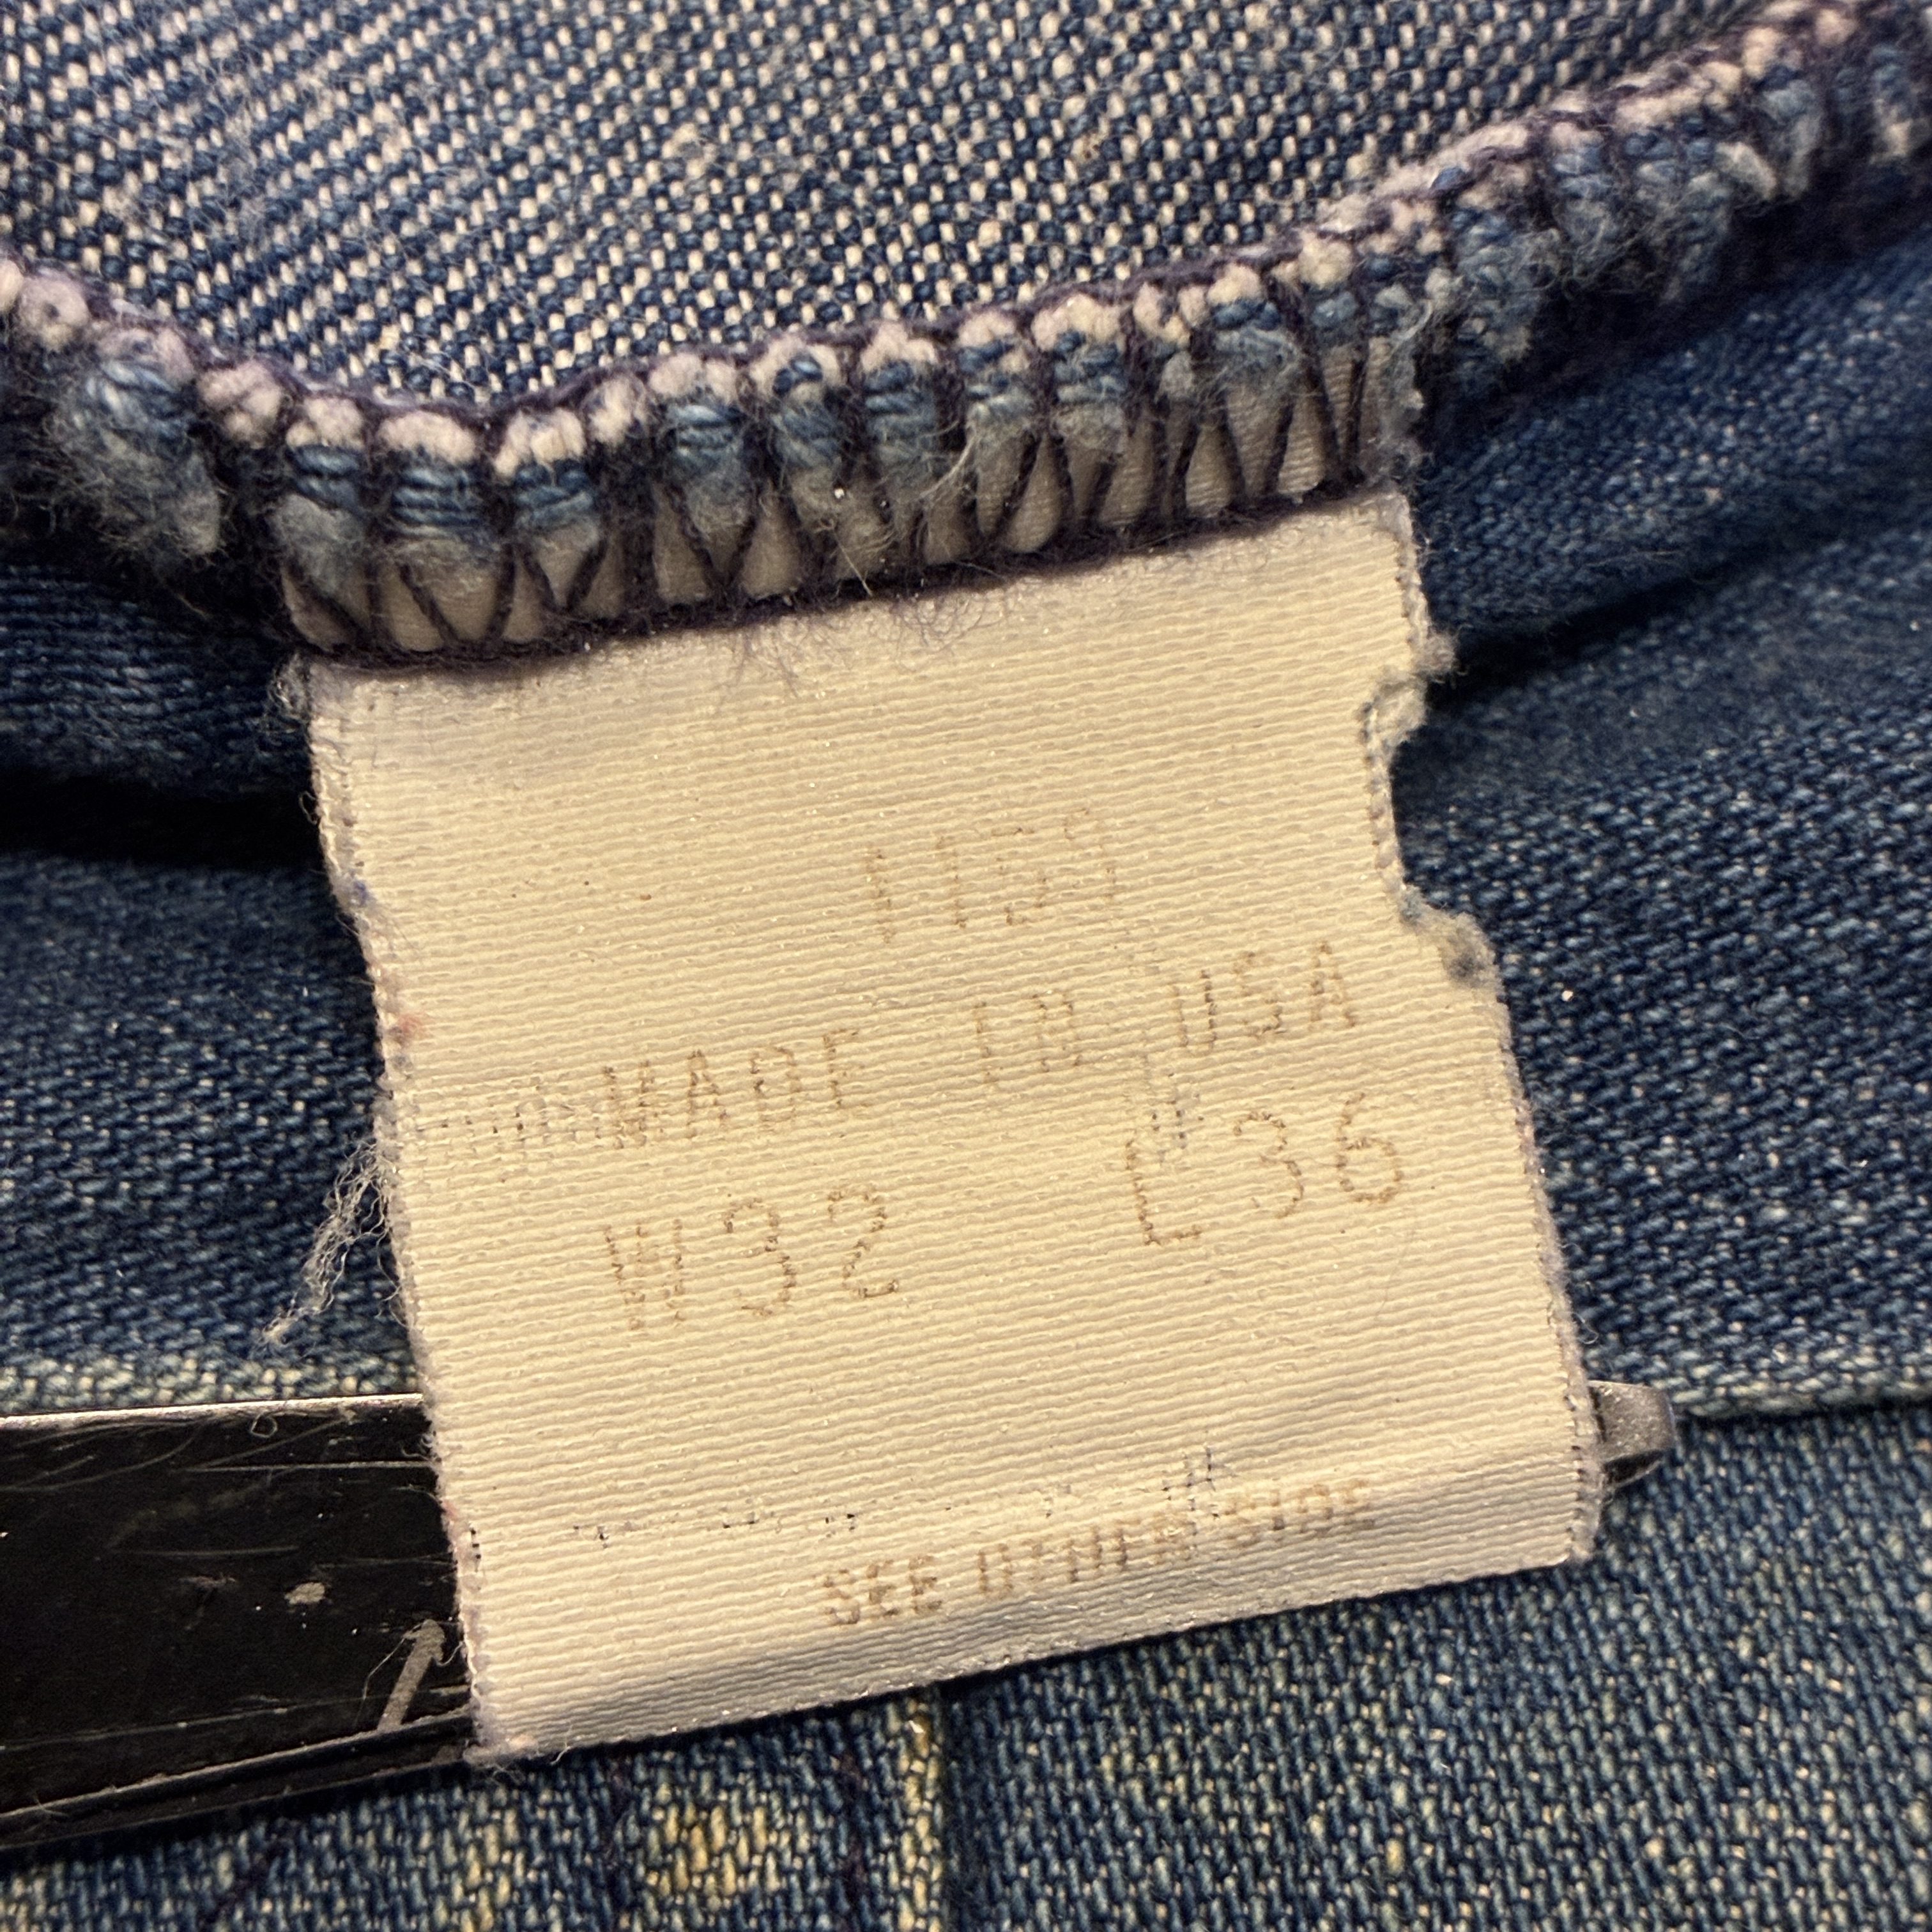 MADE IN USA
W32 L36
SEE OTHER SIDE